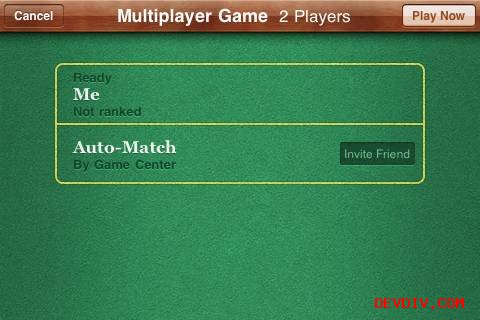 Cancel Multiplayer Game 2 Players Play Now
Ready
Me
Not ranked
Auto-Match
By Game Center
Invite Friend
DEVDIV.COM